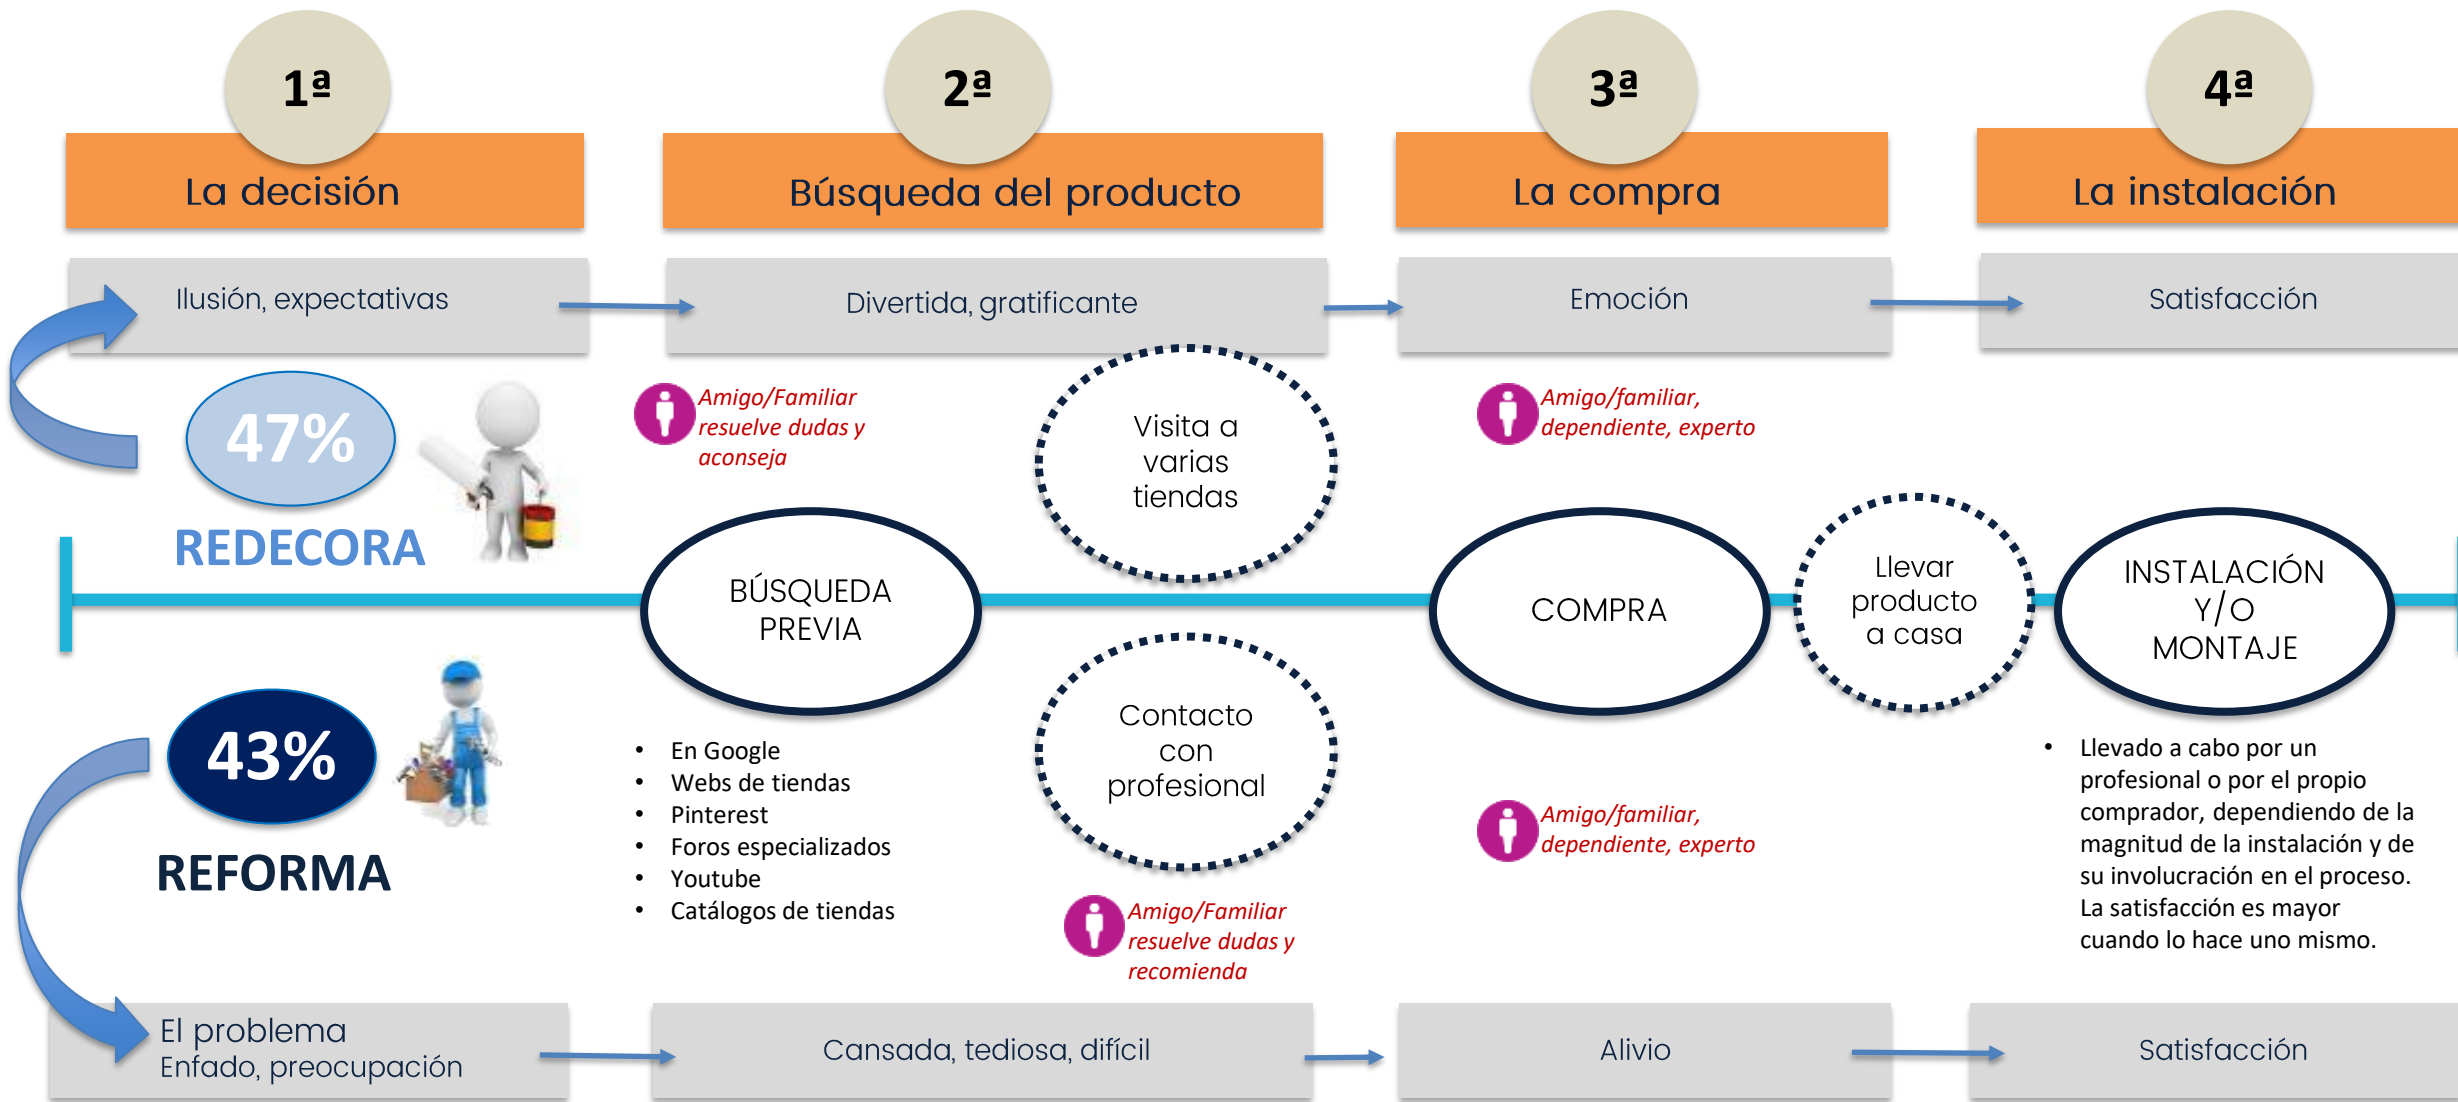 1ª
2ª
3ª
4ª
La decisión
Búsqueda del producto
La compra
La instalación
Ilusión, expectativas
Divertida, gratificante
Emoción
Satisfacción
47%
REDECORA
Amigo/Familiar
resuelve dudas y
aconseja
Visita a
varias
tiendas
Amigo/familiar,
dependiente, experto
BÚSQUEDA
PREVIA
COMPRA
Llevar
producto
a casa
INSTALACIÓN
Y/O
MONTAJE
43%
REFORMA
• En Google
• Webs de tiendas
• Pinterest
• Foros especializados
• Youtube
• Catálogos de tiendas
Contacto
con
profesional
Amigo/Familiar
resuelve dudas y
recomienda
Amigo/familiar,
dependiente, experto
• Llevado a cabo por un
profesional o por el propio
comprador, dependiendo de la
magnitud de la instalación y de
su involucración en el proceso.
La satisfacción es mayor
cuando lo hace uno mismo.
El problema
Enfado, preocupación
Cansada, tediosa, difícil
Alivio
Satisfacción